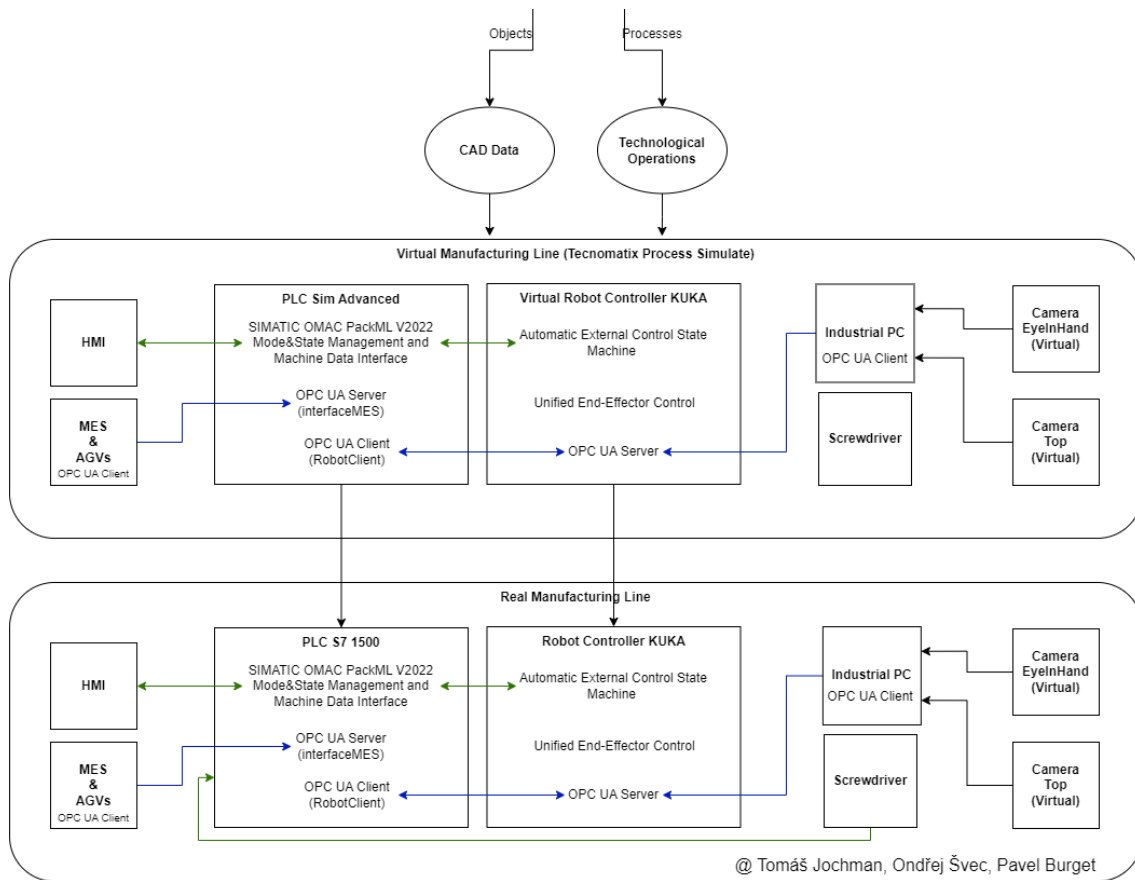 Objects
Processes
CAD Data
Technological
Operations
Virtual Manufacturing Line (Tecnomatix Process Simulate)
HMI
MES
&
AGVs
OPC UA Client
PLC Sim Advanced
SIMATIC OMAC PackML V2022
Mode&State Management and
Machine Data Interface
OPC UA Server
(interfaceMES)
OPC UA Client
(RobotClient)
Virtual Robot Controller KUKA
Automatic External Control State
Machine
Unified End-Effector Control
OPC UA Server
Industrial PC
OPC UA Client
Screwdriver
Camera
EyeInHand
(Virtual)
Camera
Top
(Virtual)
Real Manufacturing Line
HMI
MES
&
AGVs
OPC UA Client
PLC S7 1500
SIMATIC OMAC PackML V2022
Mode&State Management and
Machine Data Interface
OPC UA Server
(interfaceMES)
OPC UA Client
(RobotClient)
Robot Controller KUKA
Automatic External Control State
Machine
Unified End-Effector Control
OPC UA Server
Industrial PC
OPC UA Client
Screwdriver
Camera
EyeInHand
(Virtual)
Camera
Top
(Virtual)
@ Tomáš Jochman, Ondřej Švec, Pavel Burget